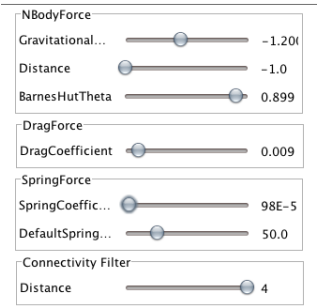 NBodyForce
Gravitational... -1.200
Distance -1.0
BarnesHutTheta 0.899
DragForce
DragCoefficient 0.009
SpringForce
SpringCoeffic... 98E-5
DefaultSpring... 50.0
Connectivity Filter
Distance 4